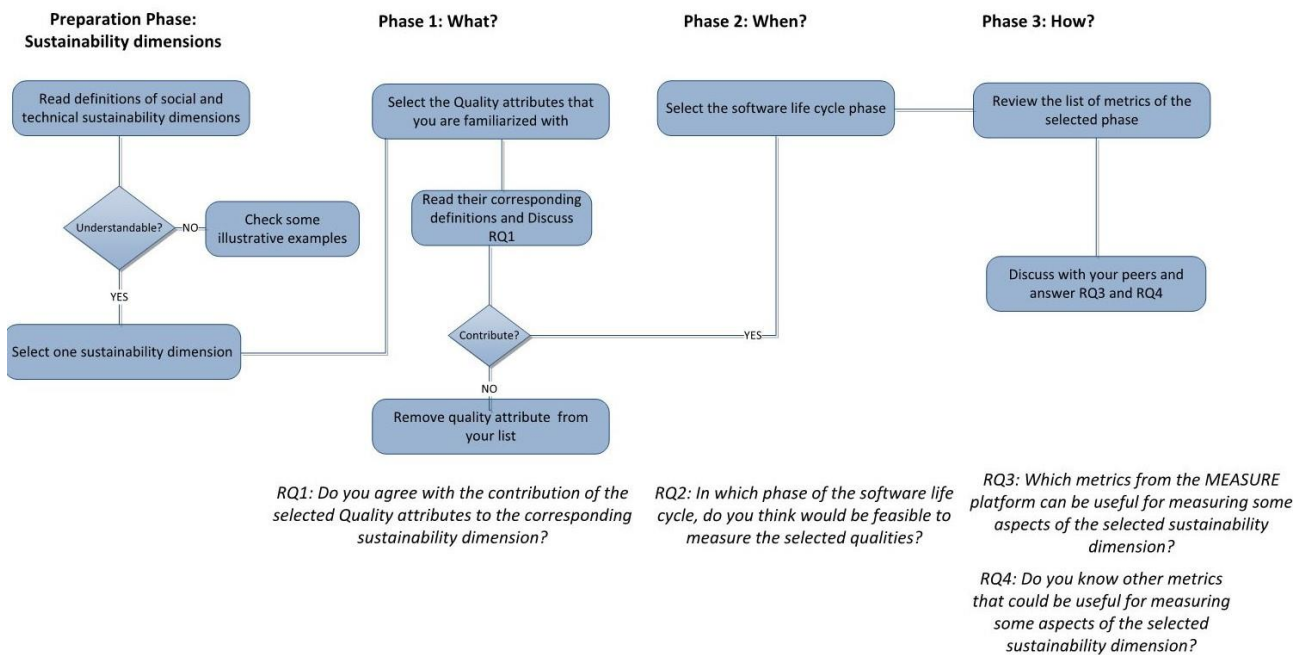 Preparation Phase:
Sustainability dimensions
Read definitions of social and
technical sustainability dimensions
Understandable?
NO
Check some
illustrative examples
YES
Select one sustainability dimension
Phase 1: What?
Select the Quality attributes that
you are familiarized with
Read their corresponding
definitions and Discuss
RQ1
Contribute?
YES
NO
Remove quality attribute from
your list
RQ1: Do you agree with the contribution of the
selected Quality attributes to the corresponding
sustainability dimension?
Phase 2: When?
Select the software life cycle phase
RQ2: In which phase of the software life
cycle, do you think would be feasible to
measure the selected qualities?
Phase 3: How?
Review the list of metrics of the
selected phase
Discuss with your peers and
answer RQ3 and RQ4
RQ3: Which metrics from the MEASURE
platform can be useful for measuring some
aspects of the selected sustainability
dimension?
RQ4: Do you know other metrics
that could be useful for measuring
some aspects of the selected
sustainability dimension?